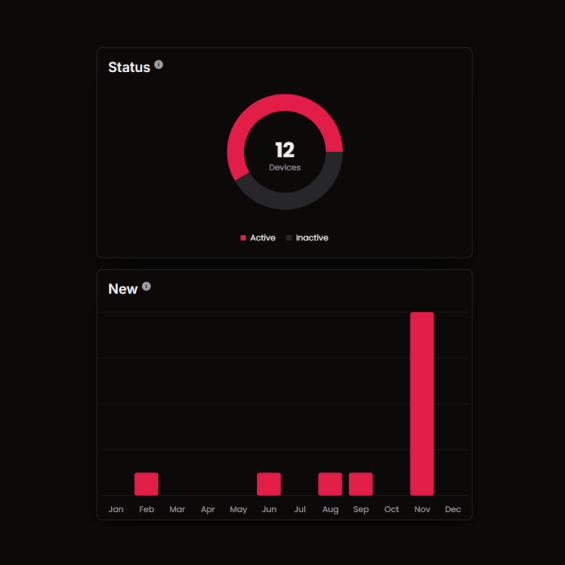 Status
12
Devices
Active Inactive
New
Jan Feb Mar Apr May Jun Jul Aug Sep Oct Nov Dec